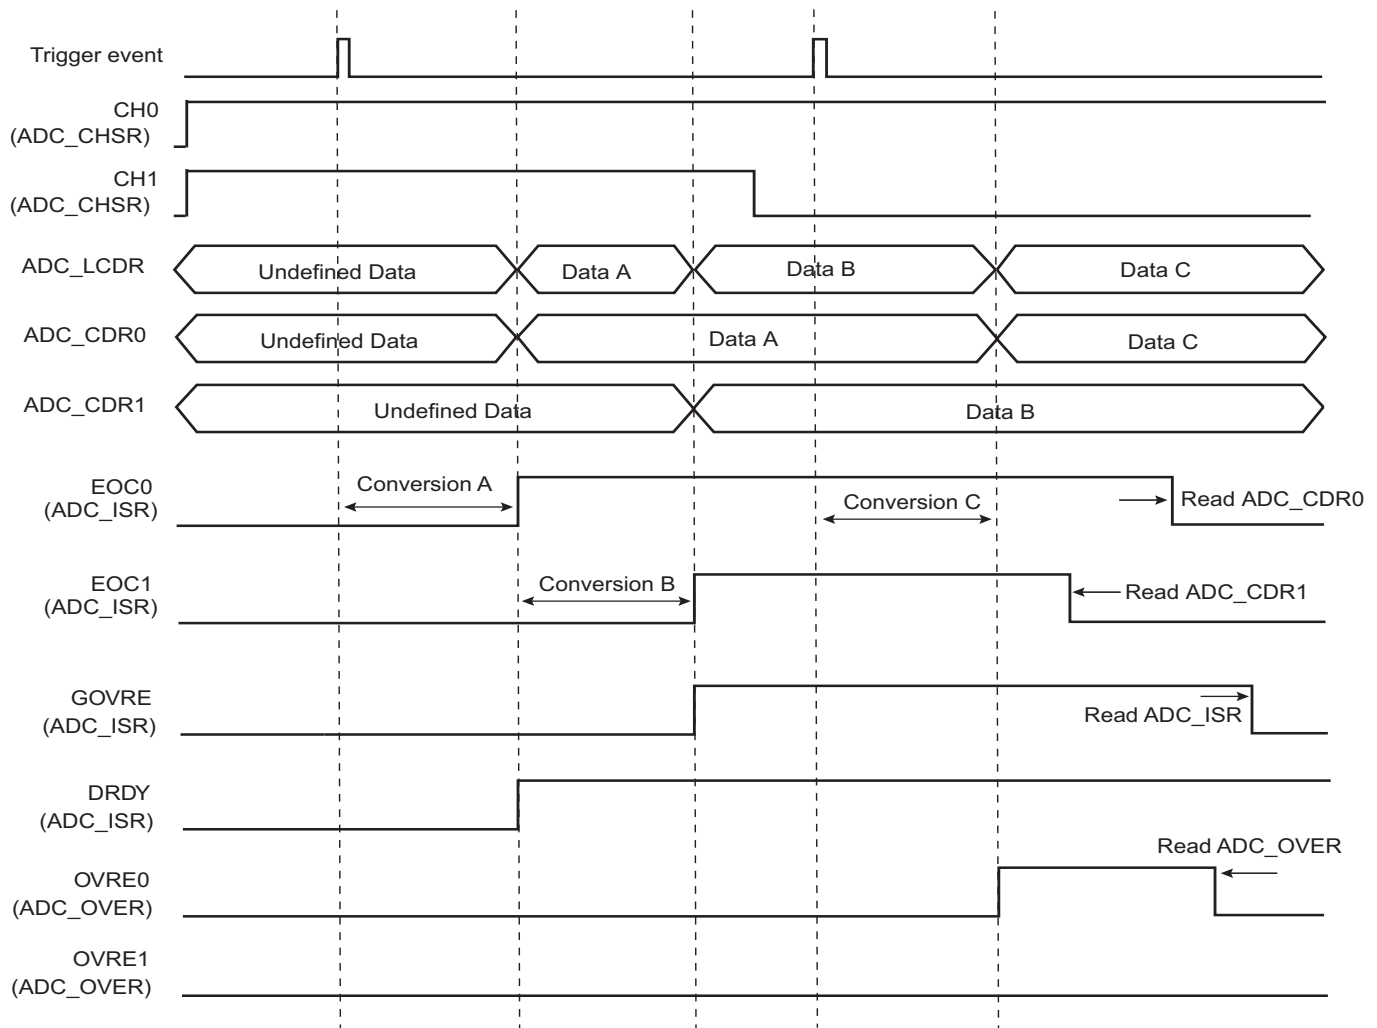 Trigger event
CH0
(ADC_CHSR)
CH1
(ADC_CHSR)
ADC_LCDR
Undefined Data
Data A
Data B
Data C
ADC_CDR0
Undefined Data
Data A
Data C
ADC_CDR1
Undefined Data
Data B
EOC0
(ADC_ISR)
Conversion A
Conversion C
Read ADC_CDR0
EOC1
(ADC_ISR)
Conversion B
Read ADC_CDR1
GOVRE
(ADC_ISR)
Read ADC_ISR
DRDY
(ADC_ISR)
Read ADC_OVER
OVRE0
(ADC_OVER)
OVRE1
(ADC_OVER)